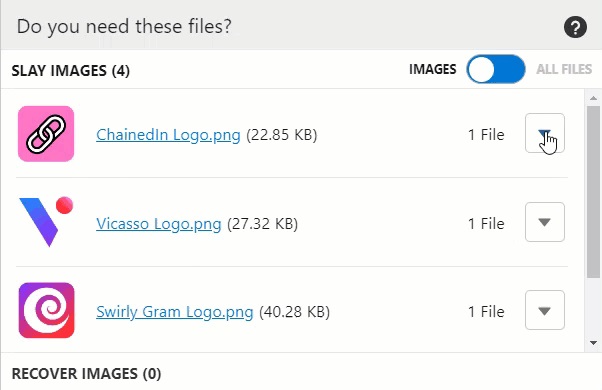 Do you need these files?
SLAY IMAGES (4) IMAGES ALL FILES
ChainedIn Logo.png (22.85 KB) 1 File
Vicasso Logo.png (27.32 KB) 1 File
Swirly Gram Logo.png (40.28 KB) 1 File
RECOVER IMAGES (0)